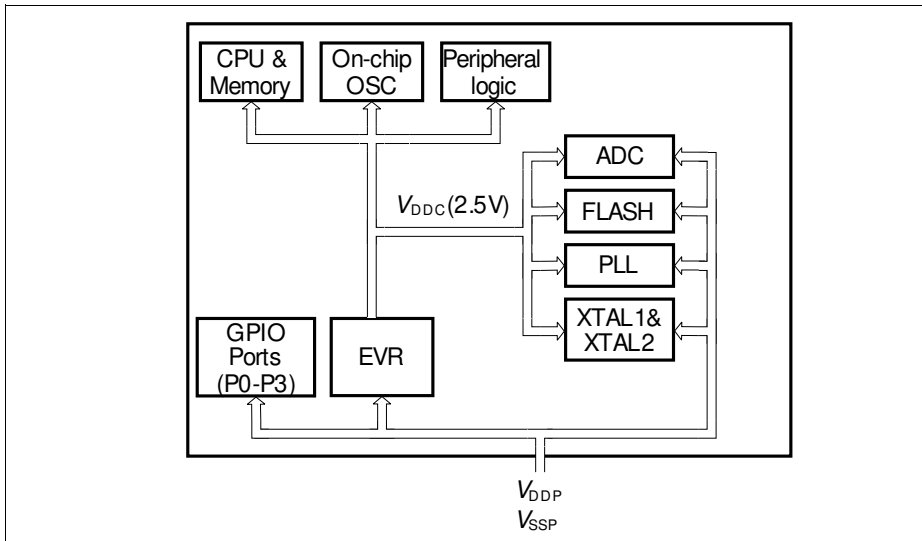 CPU &
Memory
On-chip
OSC
Peripheral
logic
ADC
VDDC (2.5V)
FLASH
PLL
XTAL1&
XTAL2
GPIO
Ports
(P0-P3)
EVR
VDDP
VSSP